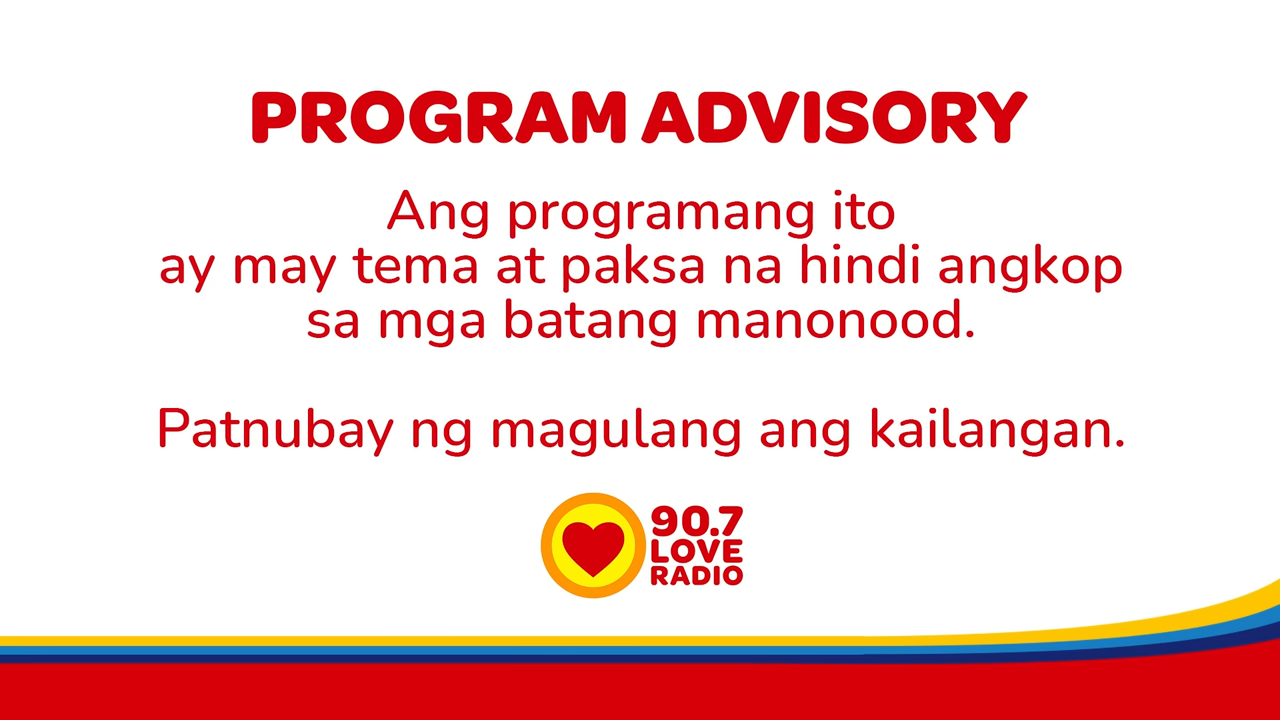 PROGRAM ADVISORY
Ang programang ito
ay may tema at paksa na hindi angkop
sa mga batang manonood.
Patnubay ng magulang ang kailangan.
90.7
LOVE
RADIO